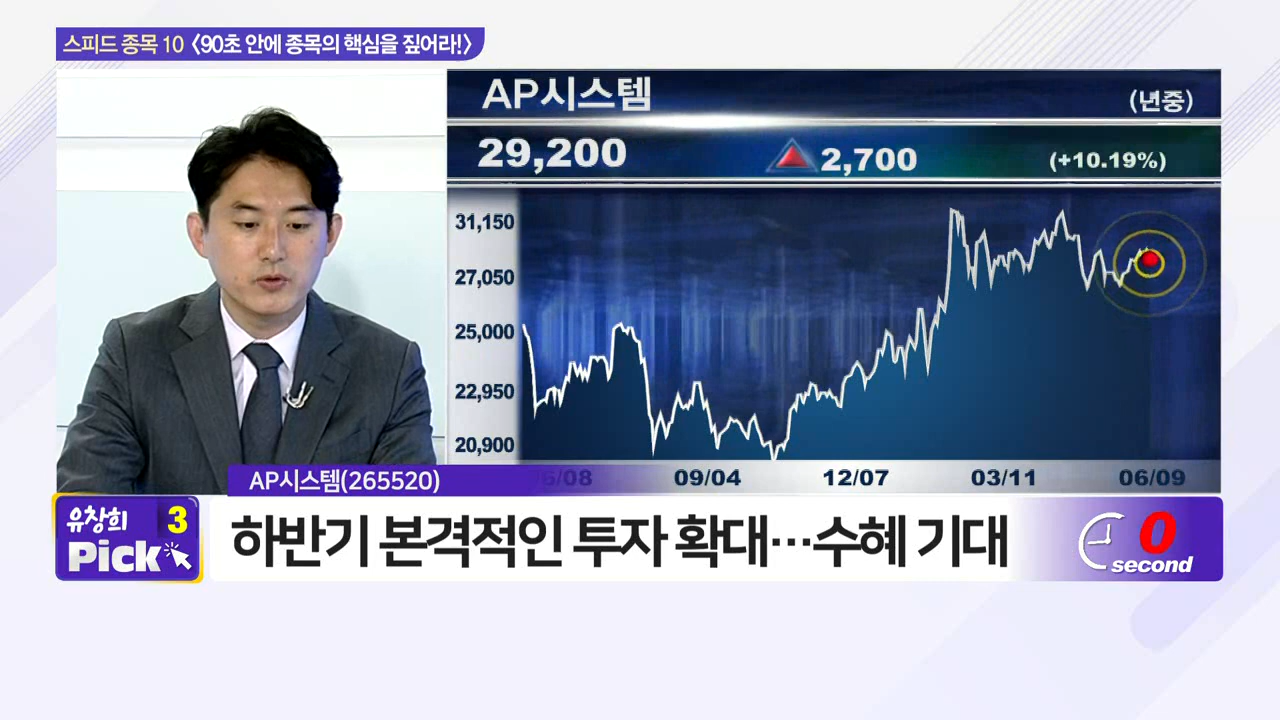 스피드 종목 10 〈90초 안에 종목의 핵심을 짚어라!〉
AP시스템
(년중)
29,200 ▲ 2,700 (+10.19%)
31,150
27,050
25,000
22,950
20,900
06/08 09/04 12/07 03/11 06/09
AP시스템(265520)
유창희 3
Pick
하반기 본격적인 투자 확대…수혜 기대
0
second